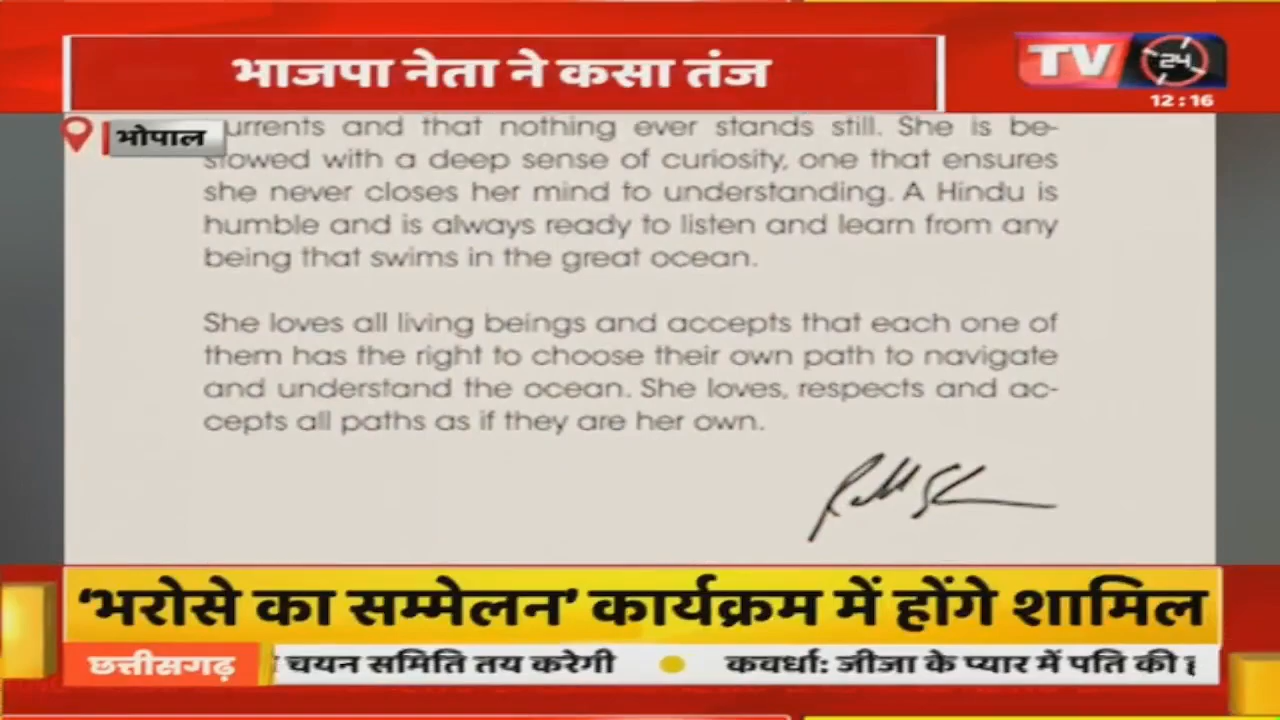 भाजपा नेता ने कसा तंज
TV 24
12:16
भोपाल
urrents and that nothing ever stands still. She is be-
stowed with a deep sense of curiosity, one that ensures
she never closes her mind to understanding. A Hindu is
humble and is always ready to listen and learn from any
being that swims in the great ocean.
She loves all living beings and accepts that each one of
them has the right to choose their own path to navigate
and understand the ocean. She loves, respects and ac-
cepts all paths as if they are her own.
‘भरोसे का सम्मेलन’ कार्यक्रम में होंगे शामिल
छत्तीसगढ़
चयन समिति तय करेगी
कवर्धा: जीजा के प्यार में पति की